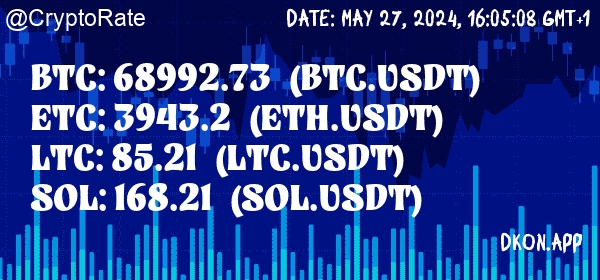 @CryptoRate
DATE: MAY 27, 2024, 16:05:08 GMT+1
BTC: 68992.73 (BTC.USDT)
ETC: 3943.2 (ETH.USDT)
LTC: 85.21 (LTC.USDT)
SOL: 168.21 (SOL.USDT)
DKON.APP